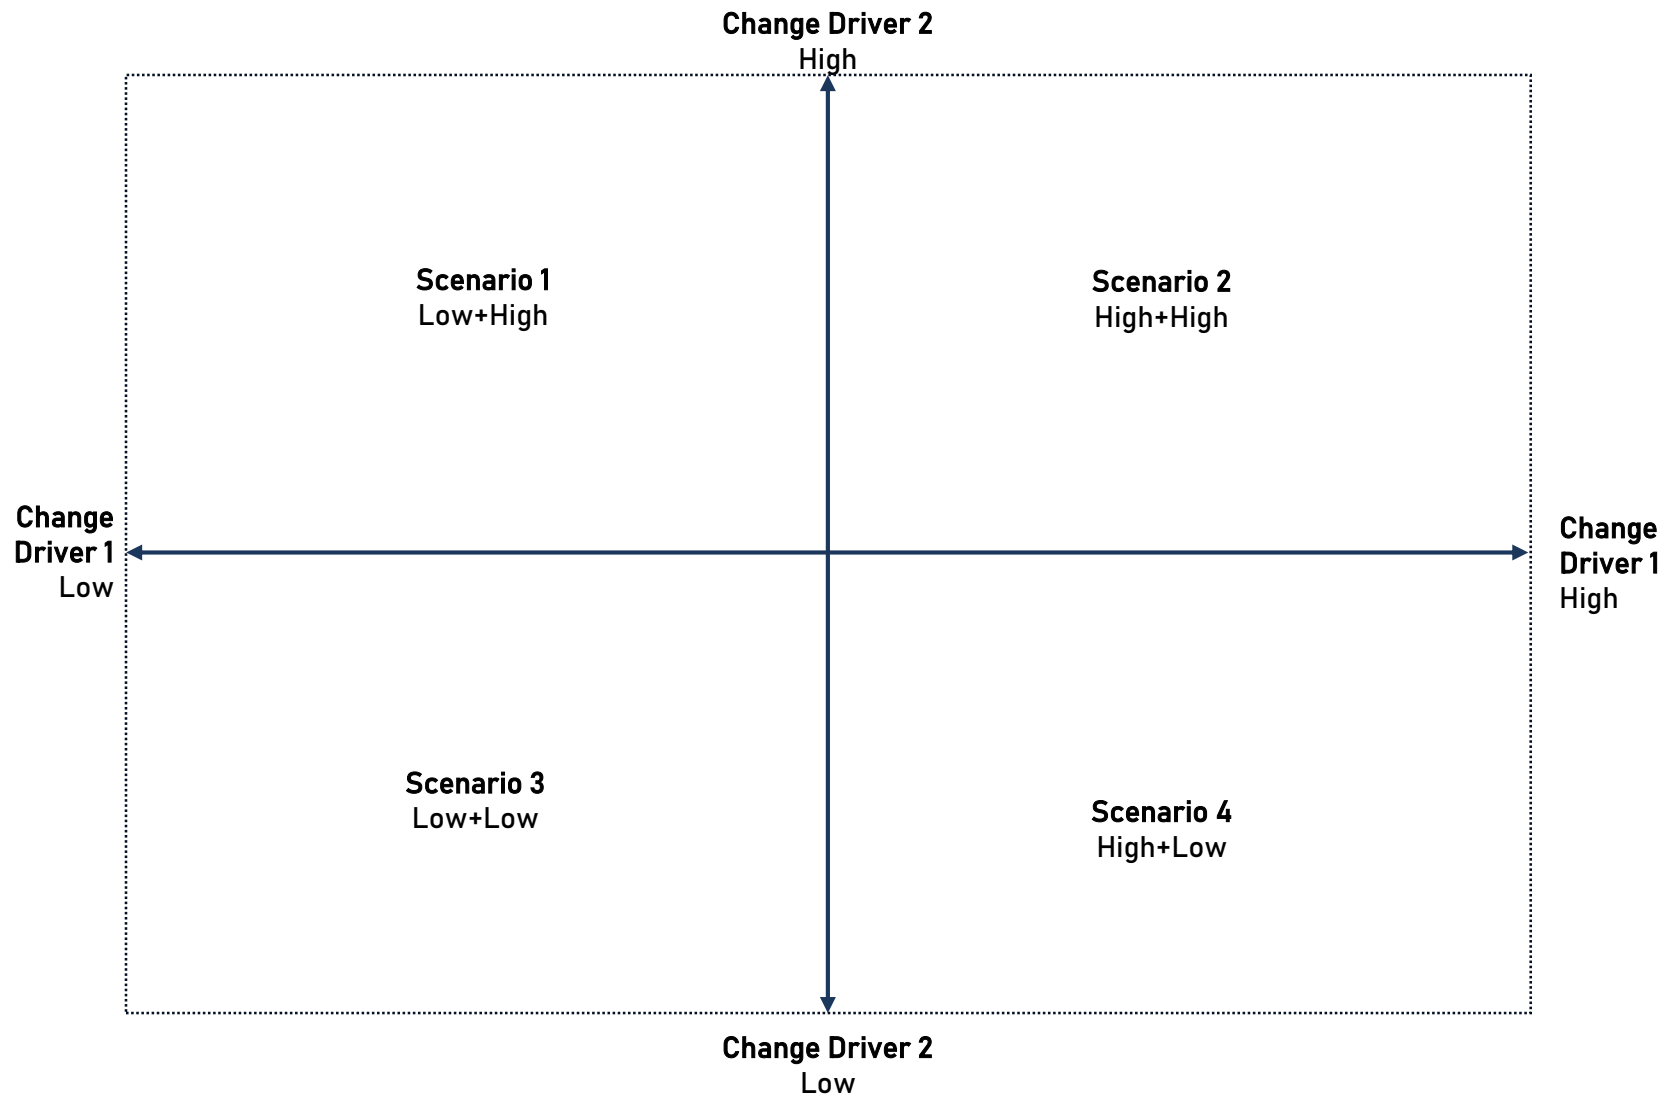 Change Driver 2
High
Scenario 1
Low+High
Scenario 2
High+High
Change
Driver 1
Low
Change
Driver 1
High
Scenario 3
Low+Low
Scenario 4
High+Low
Change Driver 2
Low